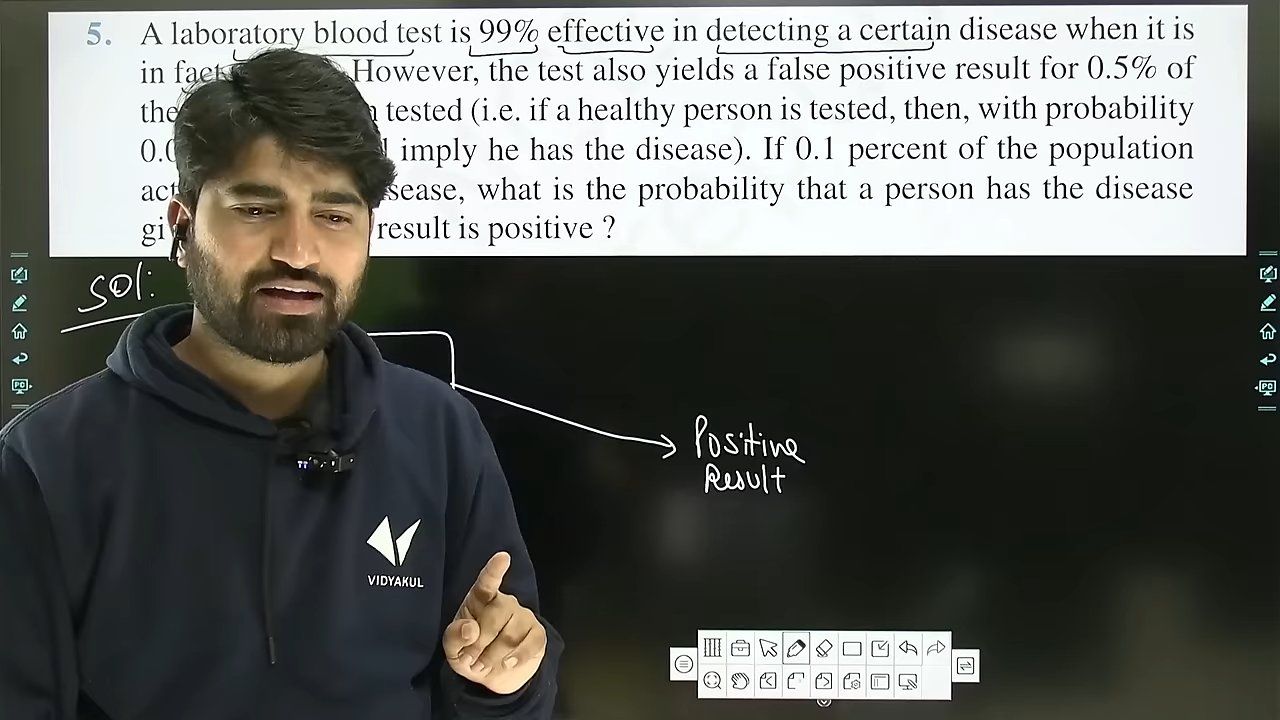 5. A laboratory blood test is 99% effective in detecting a certain disease when it is
in fact However, the test also yields a false positive result for 0.5% of
the tested (i.e. if a healthy person is tested, then, with probability
0.0 imply he has the disease). If 0.1 percent of the population
what is the probability that a person has the disease
result is positive ?
Sol:
Positive
Result
VIDYAKUL